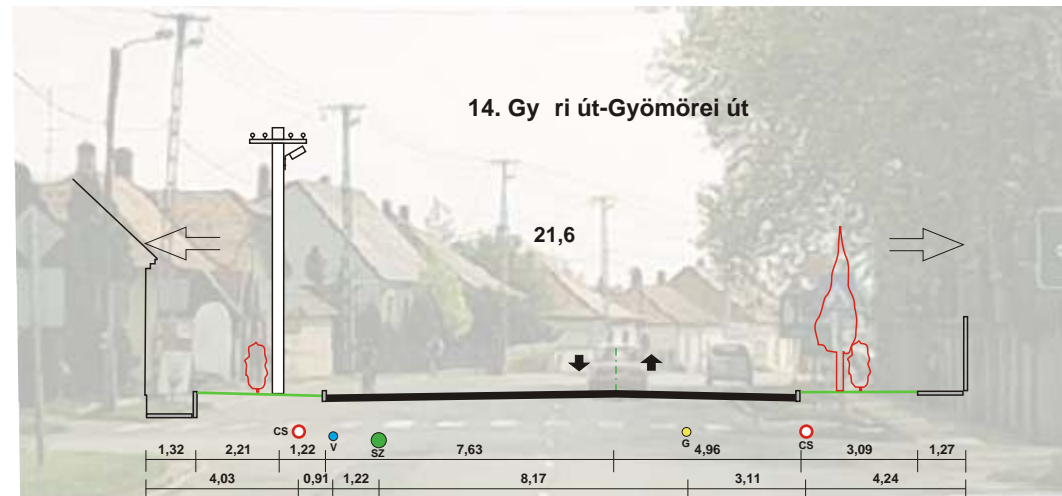 14. Gy ri út-Gyömörei út
21,6
CS V SZ G CS
1,32 2,21 1,22 7,63 4,96 3,09 1,27
4,03 0,91 1,22 8,17 3,11 4,24